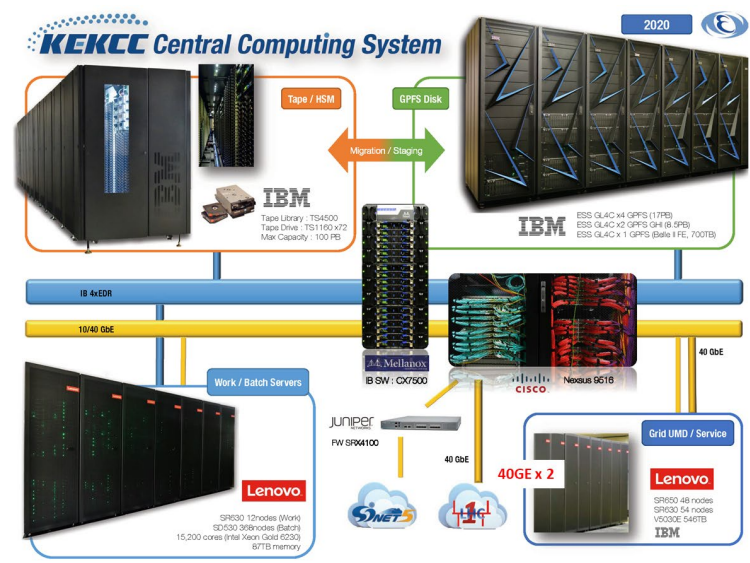 KEKCC Central Computing System
2020
Tape / HSM
GPFS Disk
Migration / Staging
IBM
Tape Library : TS4500
Tape Drive : TS1160 x72
Max Capacity : 100 PB
IBM
ESS GL4C x4 GPFS (17PB)
ESS GL4C x2 GPFS GHI (8.5PB)
ESS GL4C x 1 GPFS (Belle II FE, 700TB)
IB 4xEDR
10/40 GbE
40 GbE
Mellanox
IB SW : CX7500
CISCO
Nexsus 9516
Work / Batch Servers
Lenovo
SR630 12nodes (Work)
SD530 368nodes (Batch)
15,200 cores (Intel Xeon Gold 6230)
87TB memory
JUNIPER
NETWORKS
FW SRX4100
40 GbE
40GE x 2
SINET5
LHC
1
Grid UMD / Service
Lenovo
SR650 48 nodes
SR630 54 nodes
V5030E 546TB
IBM